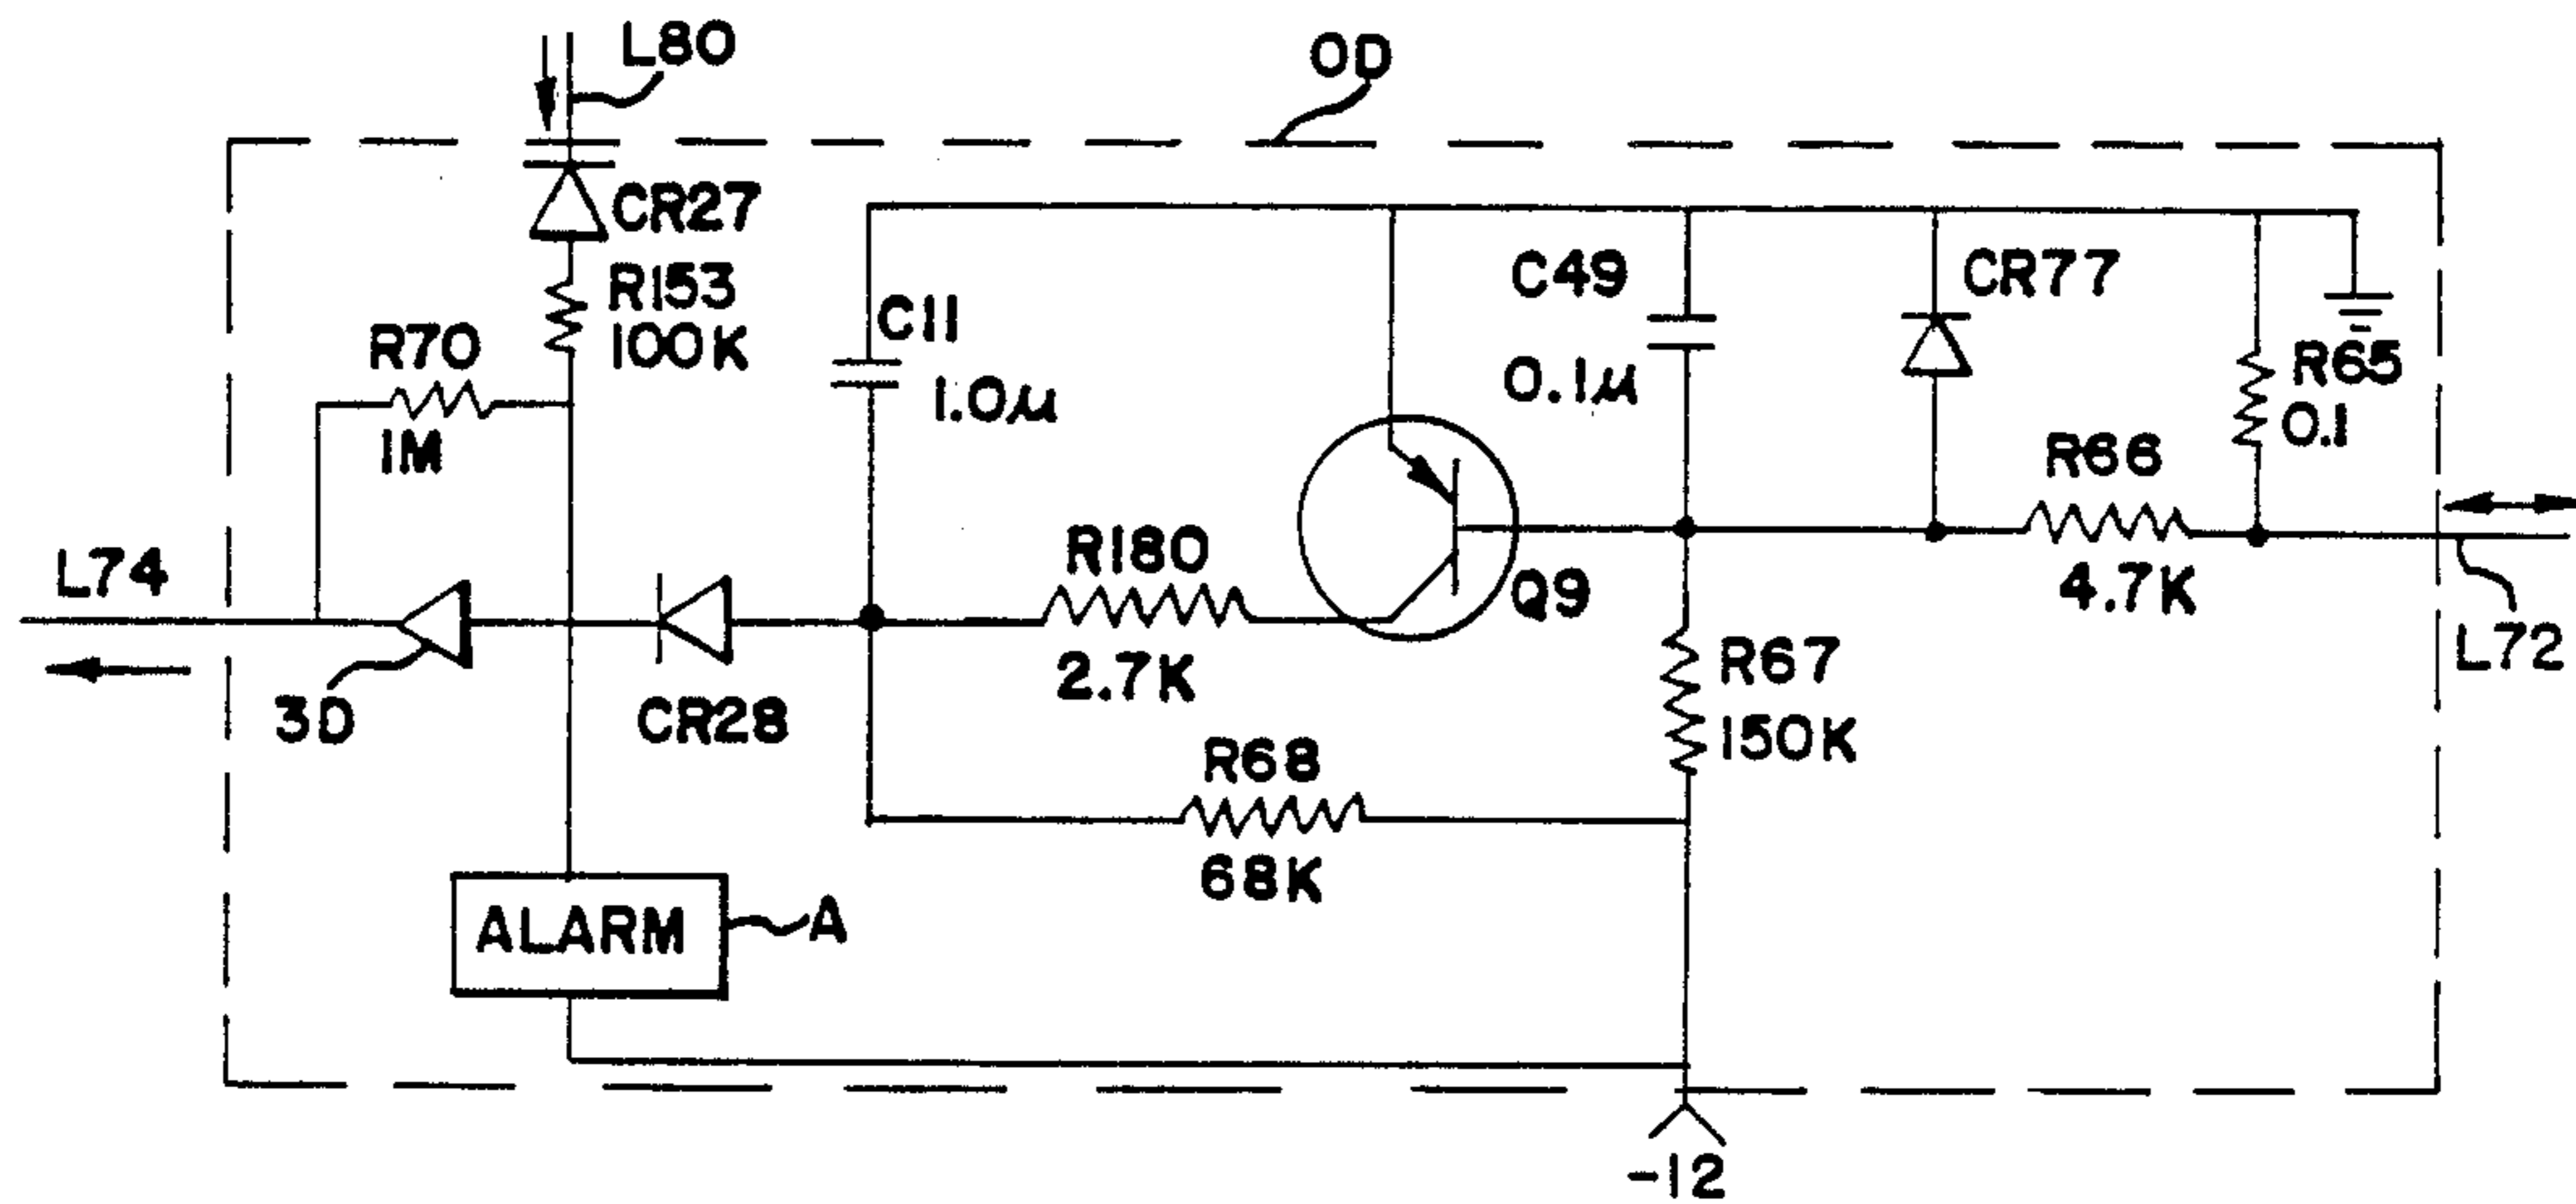 L80
OD
CR27
R153
100K
R70
1M
C11
1.0µ
C49
0.1µ
CR77
R65
0.1
R66
4.7K
L74
3D
CR28
R180
2.7K
Q9
R67
150K
L72
R68
68K
ALARM
A
-12